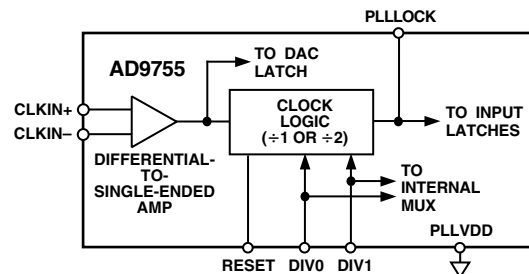 PLLLOCK
AD9755
TO DAC
LATCH
CLKIN+
CLKIN–
CLOCK
LOGIC
(÷1 OR ÷2)
TO INPUT
LATCHES
DIFFERENTIAL-
TO-
SINGLE-ENDED
AMP
TO
INTERNAL
MUX
PLLVDD
RESET DIV0 DIV1